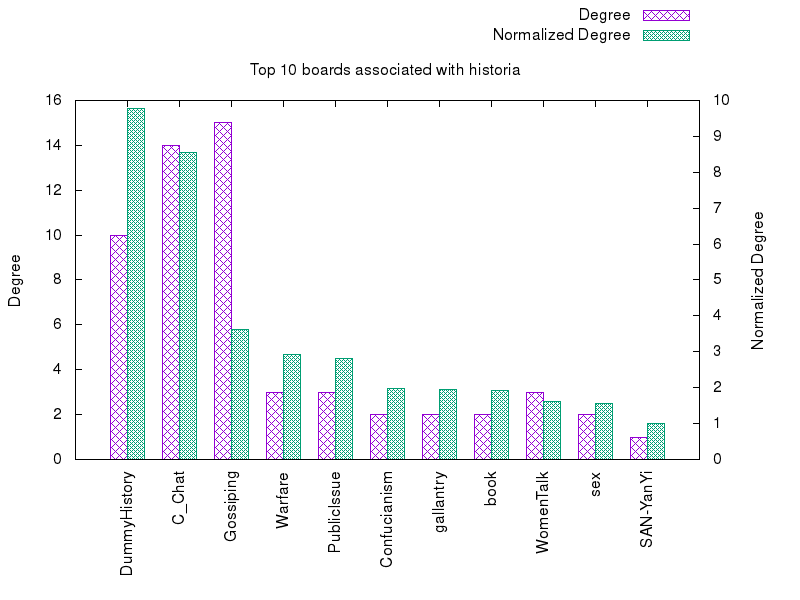 Degree
Normalized Degree
Top 10 boards associated with historia
16
14
12
10
8
6
4
2
0
10
9
8
7
6
5
4
3
2
1
0
Degree
Normalized Degree
DummyHistory
C_Chat
Gossiping
Warfare
PublicIssue
Confucianism
gallantry
book
WomenTalk
sex
SAN-YanYi